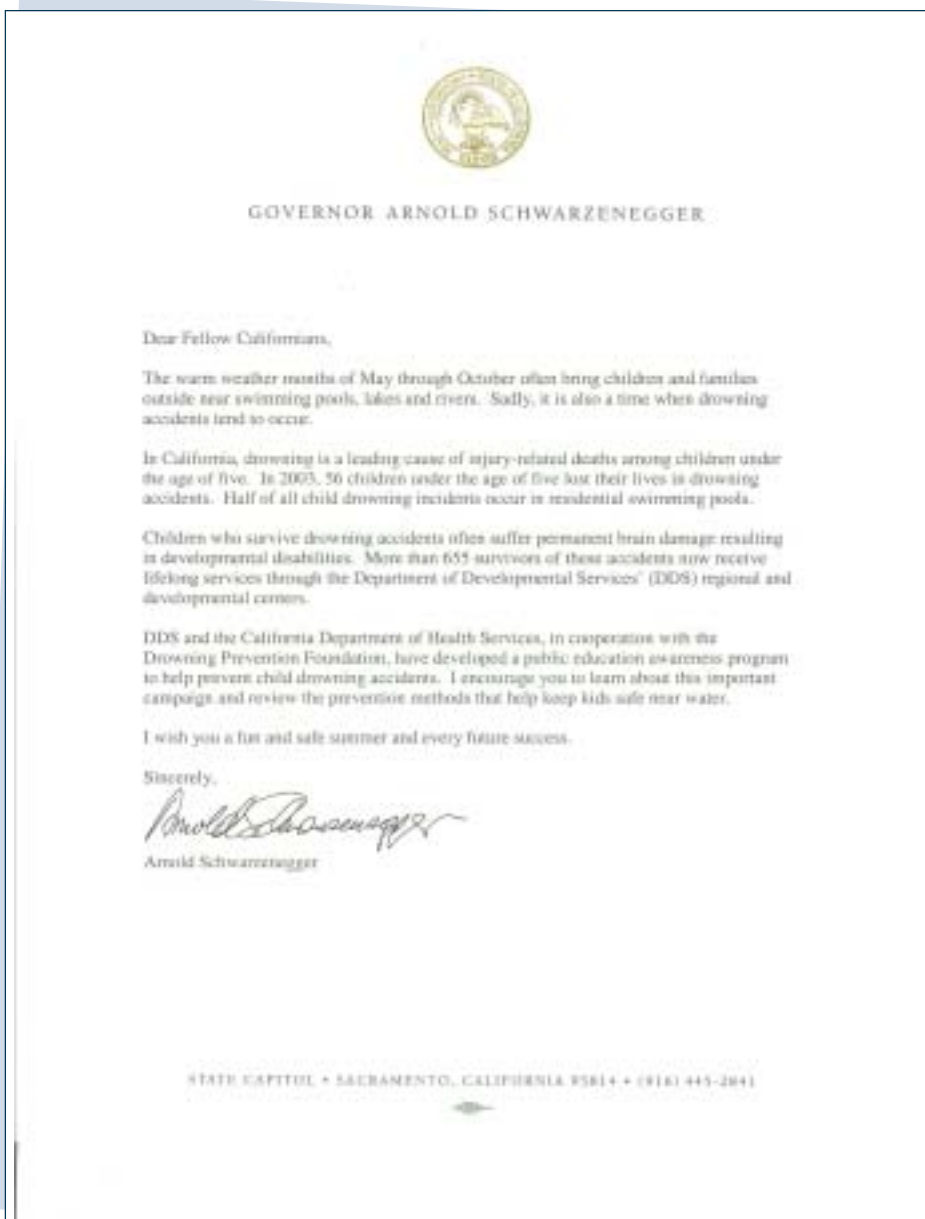 GOVERNOR ARNOLD SCHWARZENEGGER
Dear Fellow Californians,
The warm weather months of May through October often bring children and families
outside near swimming pools, lakes and rivers. Sadly, it is also a time when drowning
accidents tend to occur.
In California, drowning is a leading cause of injury-related deaths among children under
the age of five. In 2003, 56 children under the age of five lost their lives in drowning
accidents. Half of all child drowning incidents occur in residential swimming pools.
Children who survive drowning accidents often suffer permanent brain damage resulting
in developmental disabilities. More than 655 survivors of these accidents now receive
lifelong services through the Department of Developmental Services' (DDS) regional and
developmental centers.
DDS and the California Department of Health Services, in cooperation with the
Drowning Prevention Foundation, have developed a public education awareness program
to help prevent child drowning accidents. I encourage you to learn about this important
campaign and review the prevention methods that help keep kids safe near water.
I wish you a fun and safe summer and every future success.
Sincerely,
Arnold Schwarzenegger
Arnold Schwarzenegger
STATE CAPITOL • SACRAMENTO, CALIFORNIA 95814 • (916) 445-2841